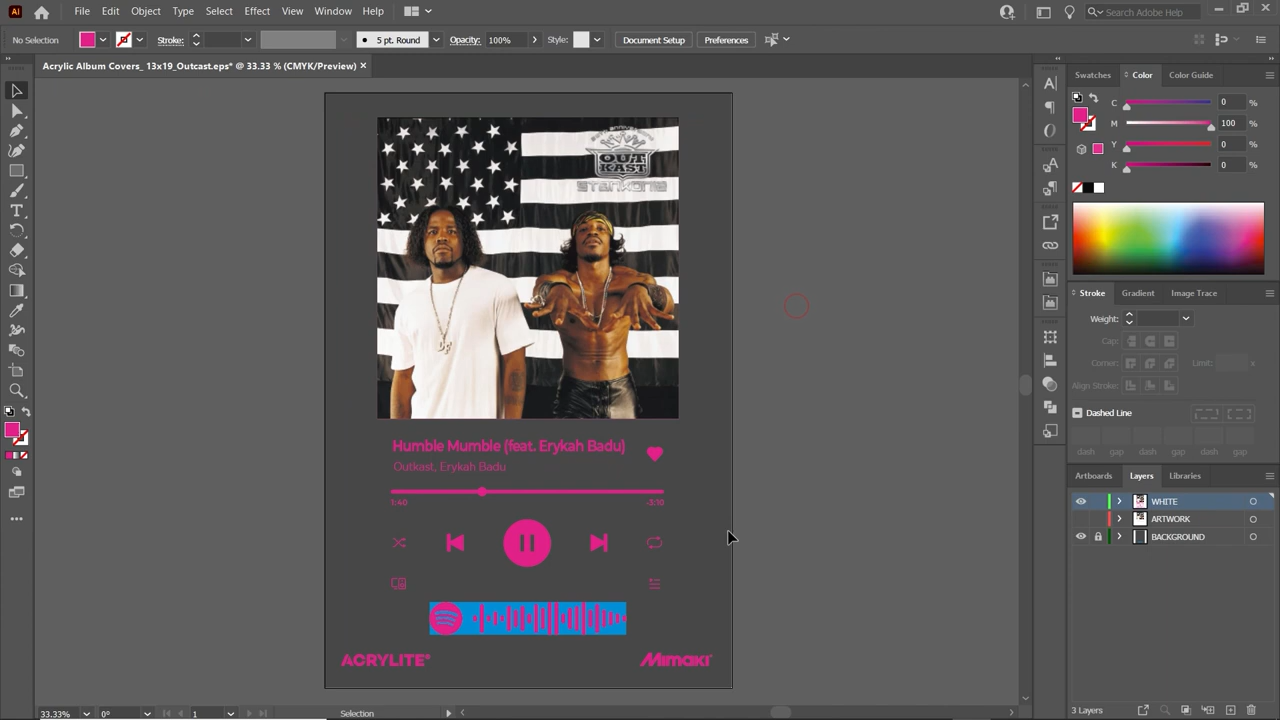 Ai File Edit Object Type Select Effect View Window Help Search Adobe Help
No Selection Stroke: 5 pt. Round Opacity: 100% Style: Document Setup Preferences
Acrylic Album Covers_ 13x19_Outcast.eps* @ 33.33 % (CMYK/Preview) ×
Swatches Color Color Guide
C 0 %
M 100 %
Y 0 %
K 0 %
Stroke Gradient Image Trace
Weight:
Cap:
Corner: Limit: x
Align Stroke:
Dashed Line
dash gap dash gap dash gap
Artboards Layers Libraries
WHITE
ARTWORK
BACKGROUND
3 Layers
OUT
KAST
STANKONIA
Humble Mumble (feat. Erykah Badu)
Outkast, Erykah Badu
1:40 -3:10
ACRYLITE® Mimaki
33.33% 0° 1 Selection